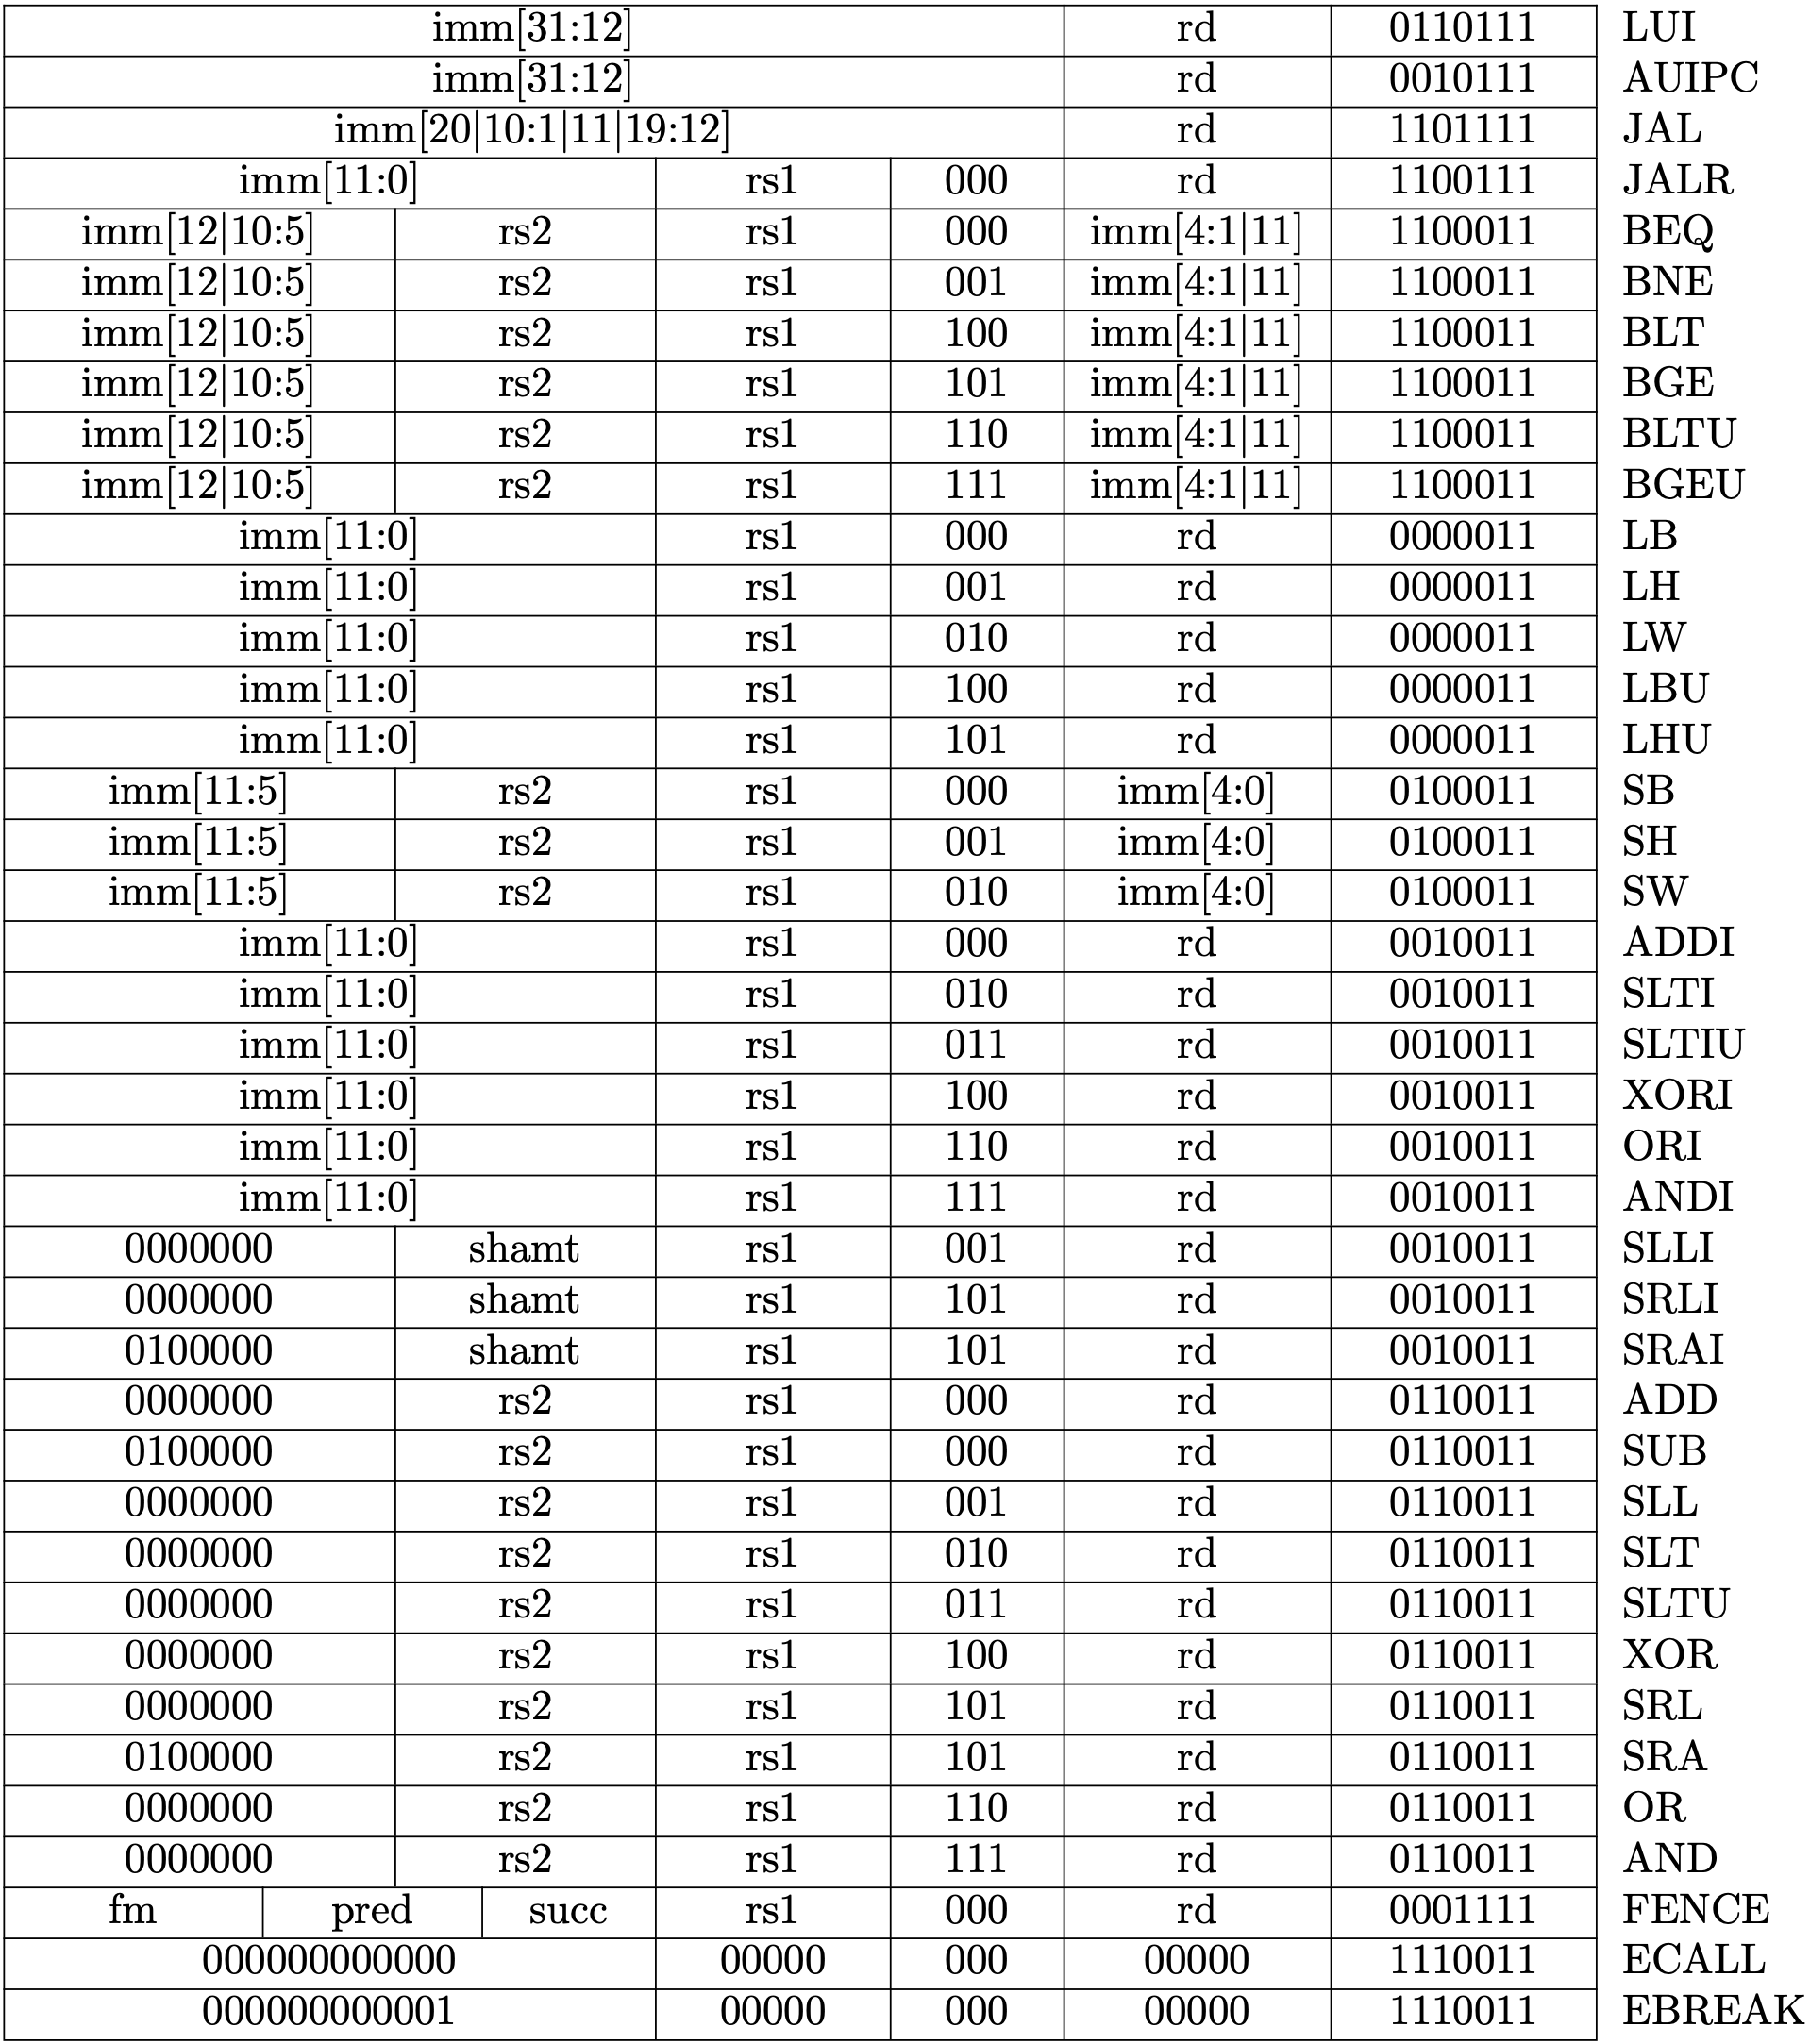 imm[31:12] rd 0110111 LUI
imm[31:12] rd 0010111 AUIPC
imm[20|10:1|11|19:12] rd 1101111 JAL
imm[11:0] rs1 000 rd 1100111 JALR
imm[12|10:5] rs2 rs1 000 imm[4:1|11] 1100011 BEQ
imm[12|10:5] rs2 rs1 001 imm[4:1|11] 1100011 BNE
imm[12|10:5] rs2 rs1 100 imm[4:1|11] 1100011 BLT
imm[12|10:5] rs2 rs1 101 imm[4:1|11] 1100011 BGE
imm[12|10:5] rs2 rs1 110 imm[4:1|11] 1100011 BLTU
imm[12|10:5] rs2 rs1 111 imm[4:1|11] 1100011 BGEU
imm[11:0] rs1 000 rd 0000011 LB
imm[11:0] rs1 001 rd 0000011 LH
imm[11:0] rs1 010 rd 0000011 LW
imm[11:0] rs1 100 rd 0000011 LBU
imm[11:0] rs1 101 rd 0000011 LHU
imm[11:5] rs2 rs1 000 imm[4:0] 0100011 SB
imm[11:5] rs2 rs1 001 imm[4:0] 0100011 SH
imm[11:5] rs2 rs1 010 imm[4:0] 0100011 SW
imm[11:0] rs1 000 rd 0010011 ADDI
imm[11:0] rs1 010 rd 0010011 SLTI
imm[11:0] rs1 011 rd 0010011 SLTIU
imm[11:0] rs1 100 rd 0010011 XORI
imm[11:0] rs1 110 rd 0010011 ORI
imm[11:0] rs1 111 rd 0010011 ANDI
0000000 shamt rs1 001 rd 0010011 SLLI
0000000 shamt rs1 101 rd 0010011 SRLI
0100000 shamt rs1 101 rd 0010011 SRAI
0000000 rs2 rs1 000 rd 0110011 ADD
0100000 rs2 rs1 000 rd 0110011 SUB
0000000 rs2 rs1 001 rd 0110011 SLL
0000000 rs2 rs1 010 rd 0110011 SLT
0000000 rs2 rs1 011 rd 0110011 SLTU
0000000 rs2 rs1 100 rd 0110011 XOR
0000000 rs2 rs1 101 rd 0110011 SRL
0100000 rs2 rs1 101 rd 0110011 SRA
0000000 rs2 rs1 110 rd 0110011 OR
0000000 rs2 rs1 111 rd 0110011 AND
fm pred succ rs1 000 rd 0001111 FENCE
000000000000 00000 000 00000 1110011 ECALL
000000000001 00000 000 00000 1110011 EBREAK